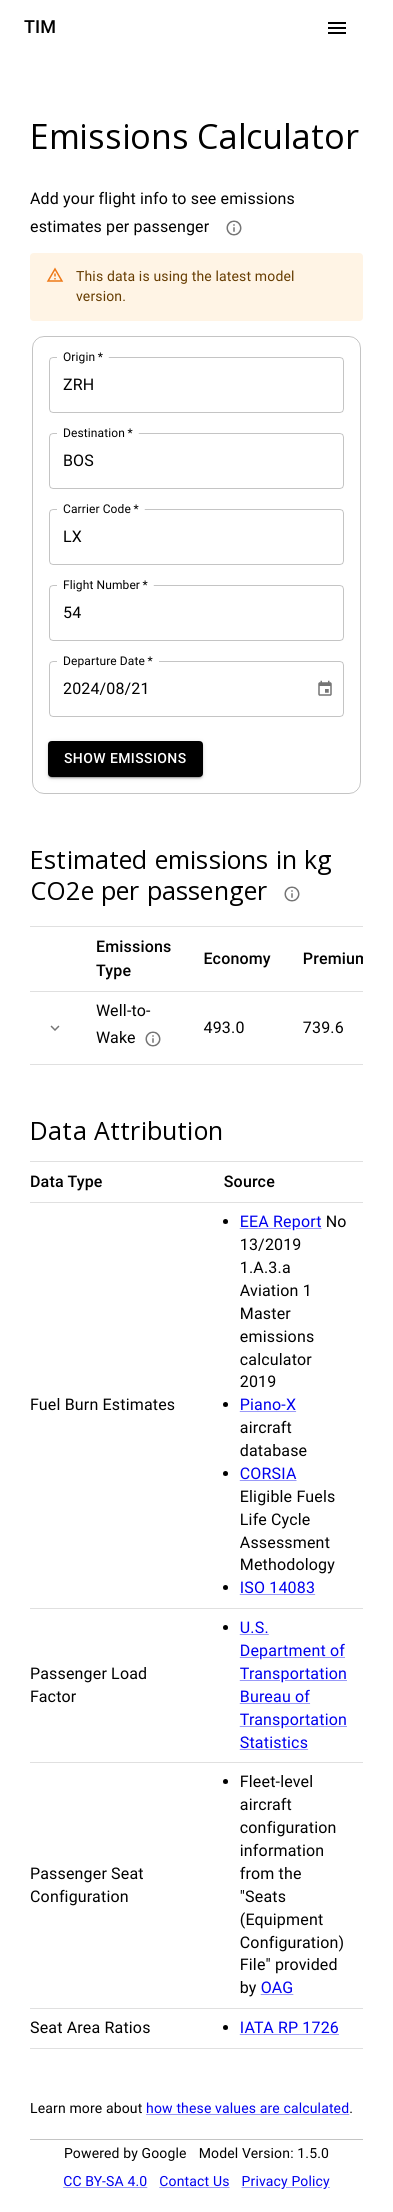 TIM
Emissions Calculator
Add your flight info to see emissions
estimates per passenger
This data is using the latest model
version.
Origin *
ZRH
Destination *
BOS
Carrier Code *
LX
Flight Number *
54
Departure Date *
2024/08/21
SHOW EMISSIONS
Estimated emissions in kg
CO2e per passenger
Emissions
Type
Economy
Premiun
Well-to-
Wake
493.0
739.6
Data Attribution
Data Type
Source
Fuel Burn Estimates
• EEA Report No
13/2019
1.A.3.a
Aviation 1
Master
emissions
calculator
2019
• Piano-X
aircraft
database
• CORSIA
Eligible Fuels
Life Cycle
Assessment
Methodology
• ISO 14083
Passenger Load
Factor
• U.S.
Department of
Transportation
Bureau of
Transportation
Statistics
Passenger Seat
Configuration
• Fleet-level
aircraft
configuration
information
from the
"Seats
(Equipment
Configuration)
File" provided
by OAG
Seat Area Ratios
• IATA RP 1726
Learn more about how these values are calculated.
Powered by Google Model Version: 1.5.0
CC BY-SA 4.0 Contact Us Privacy Policy